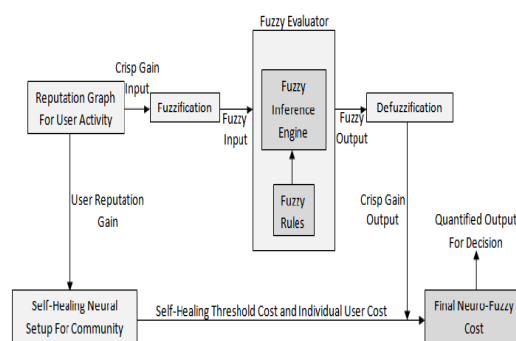 Fuzzy Evaluator
Crisp Gain
Input
Reputation Graph
For User Activity
Fuzzification
Fuzzy
Input
Fuzzy
Inference
Engine
Fuzzy
Rules
Fuzzy
Output
Defuzzification
User Reputation
Gain
Crisp Gain
Output
Quantified Output
For Decision
Self-Healing Neural
Setup For Community
Self-Healing Threshold Cost and Individual User Cost
Final Neuro-Fuzzy
Cost